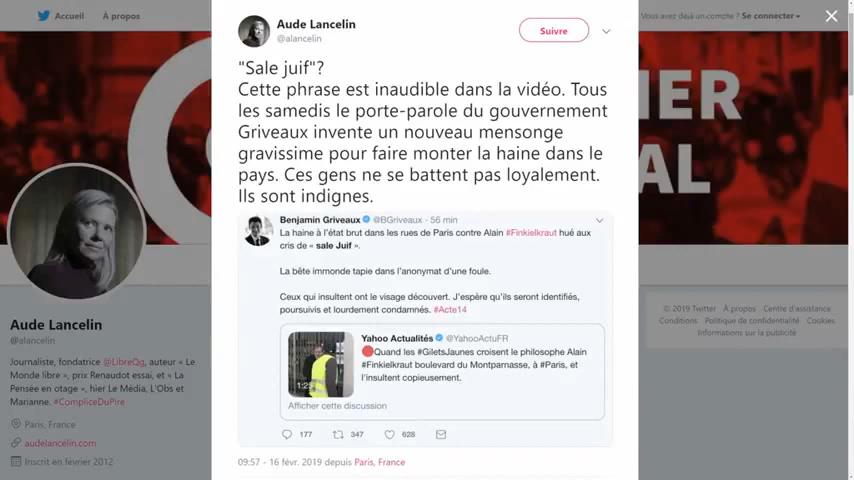 Accueil
À propos
Vous avez déjà un compte ? Se connecter
Aude Lancelin
@alancelin
Suivre
"Sale juif"?
Cette phrase est inaudible dans la vidéo. Tous
les samedis le porte-parole du gouvernement
Griveaux invente un nouveau mensonge
gravissime pour faire monter la haine dans le
pays. Ces gens ne se battent pas loyalement.
Ils sont indignes.
Benjamin Griveaux @BGriveaux · 56 min
La haine à l'état brut dans les rues de Paris contre Alain #Finkielkraut hué aux
cris de « sale Juif ».
La bête immonde tapie dans l'anonymat d'une foule.
Ceux qui insultent ont le visage découvert. J'espère qu'ils seront identifiés,
poursuivis et lourdement condamnés. #Acte14
Yahoo Actualités @YahooActuFR
Quand les #GiletsJaunes croisent le philosophe Alain
#Finkielkraut boulevard du Montparnasse, à #Paris, et
l'insultent copieusement.
Afficher cette discussion
177
347
628
09:57 - 16 févr. 2019 depuis Paris, France
Aude Lancelin
@alancelin
Journaliste, fondatrice @LibreQg, auteur « Le
Monde libre », prix Renaudot essai, et « La
Pensée en otage », hier Le Média, L'Obs et
Marianne. #CompliceDuPire
Paris, France
audelancelin.com
Inscrit en février 2012
© 2019 Twitter À propos Centre d'assistance
Conditions Politique de confidentialité Cookies
Informations sur la publicité